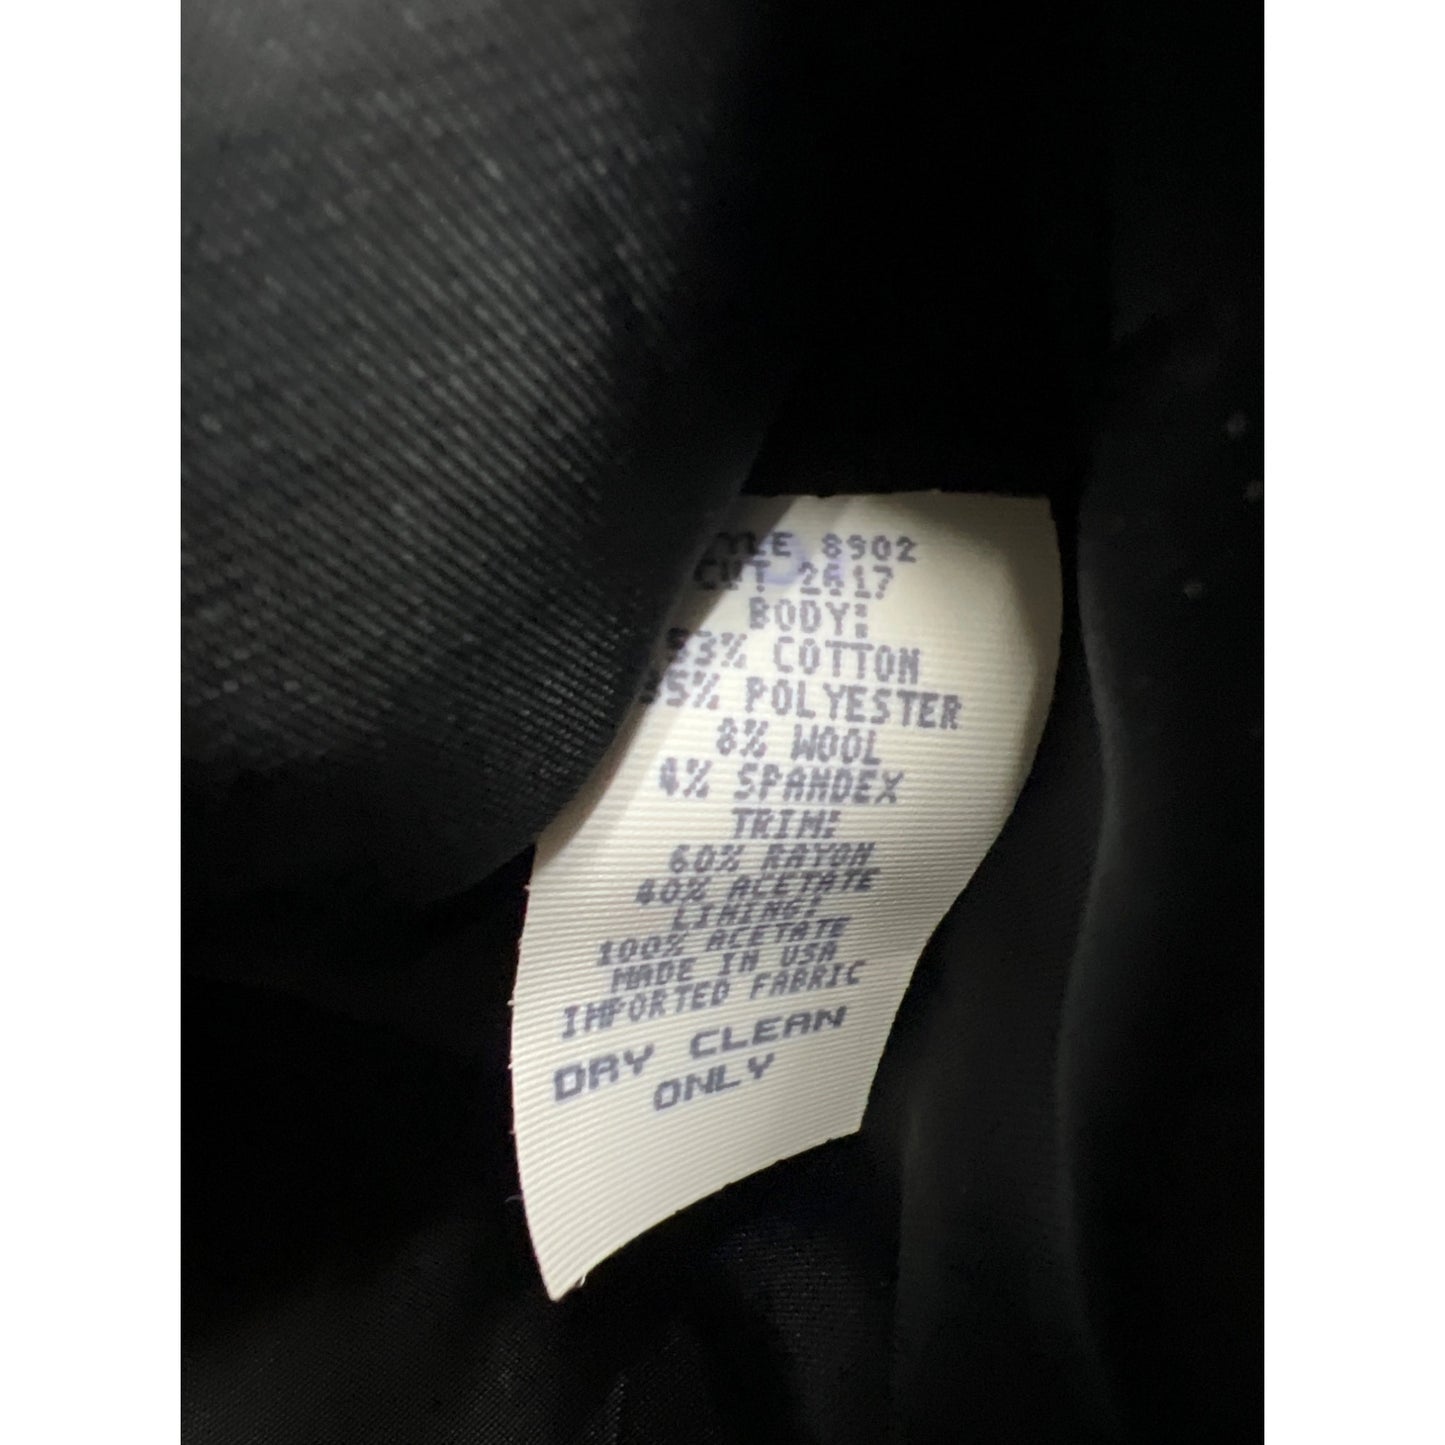 STYLE 8902
CUT 2617
BODY:
53% COTTON
35% POLYESTER
8% WOOL
4% SPANDEX
TRIM:
60% RAYON
40% ACETATE
LINING:
100% ACETATE
MADE IN USA
IMPORTED FABRIC
DRY CLEAN
ONLY